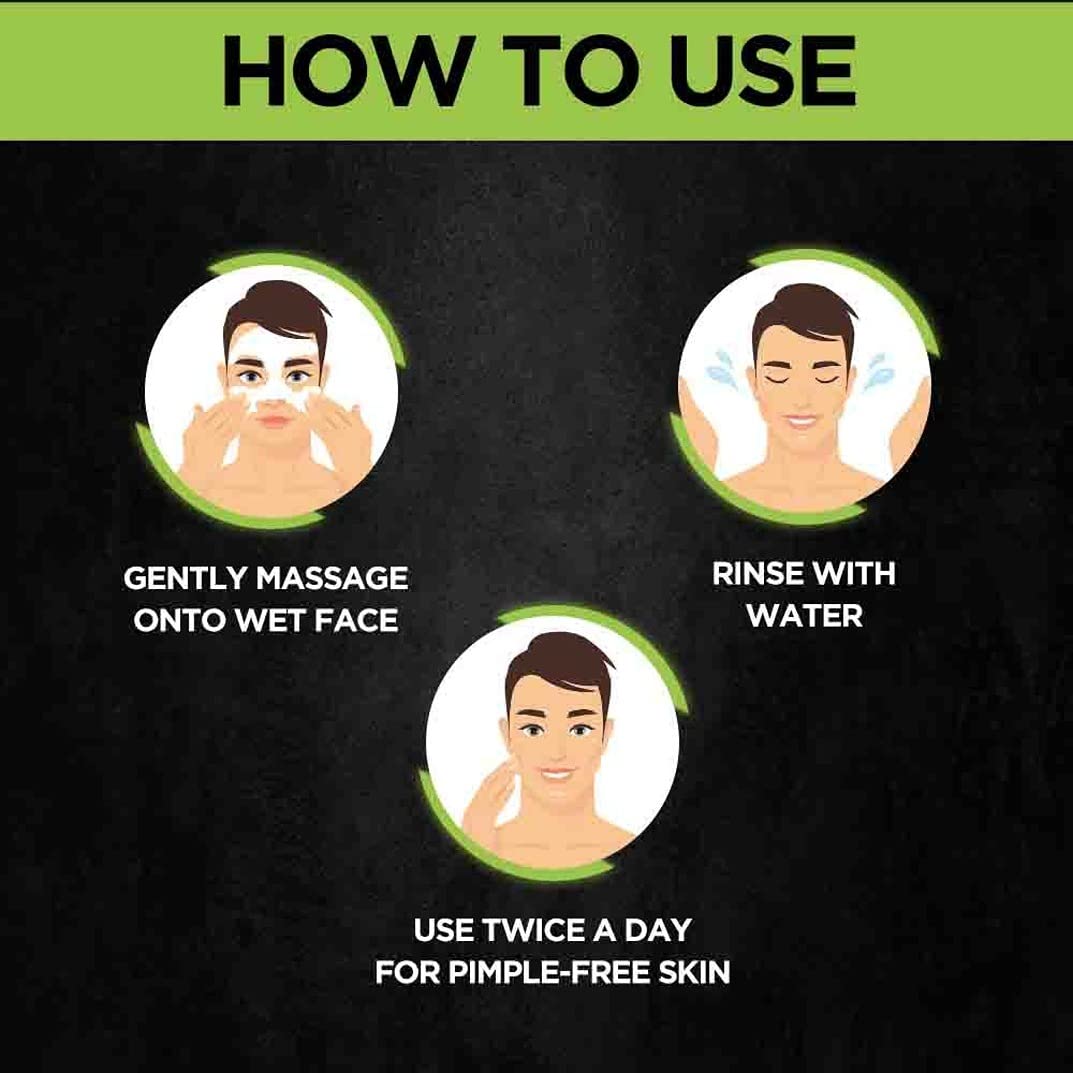 HOW TO USE
GENTLY MASSAGE
ONTO WET FACE
RINSE WITH
WATER
USE TWICE A DAY
FOR PIMPLE-FREE SKIN